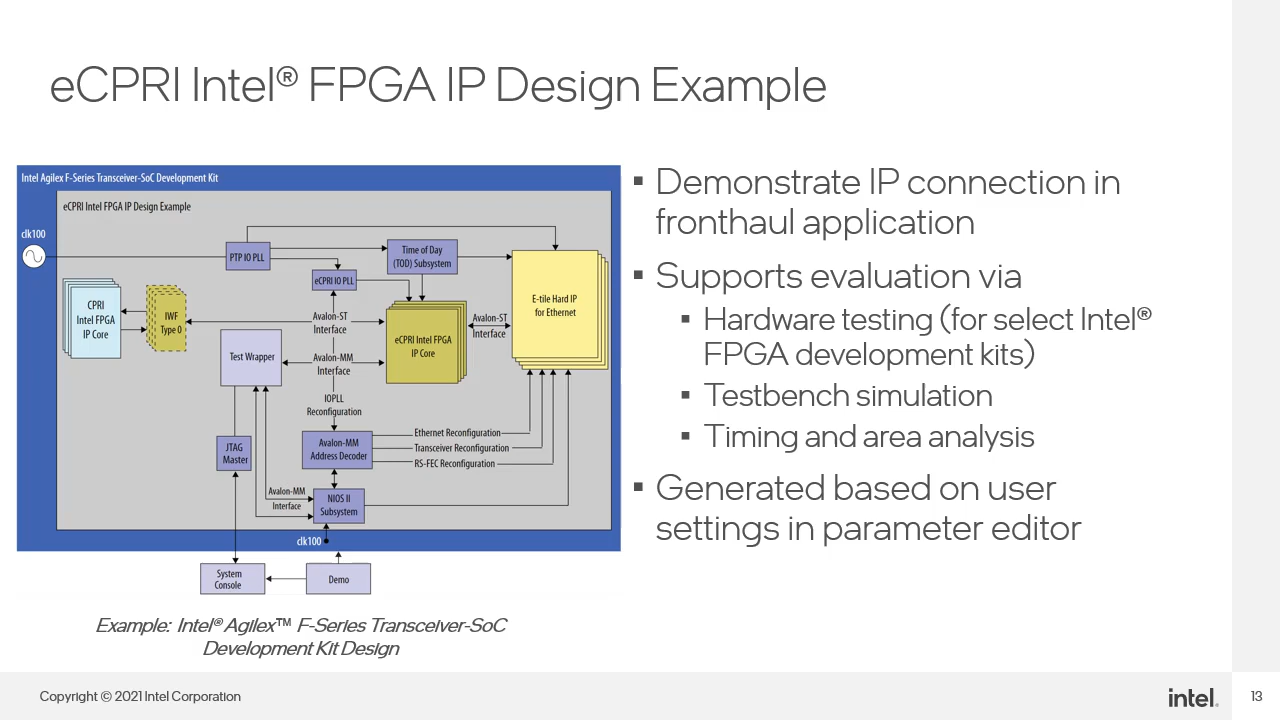 eCPRI Intel® FPGA IP Design Example
Intel Agilex F-Series Transceiver-SoC Development Kit
eCPRI Intel FPGA IP Design Example
clk100
PTP IO PLL
Time of Day
(TOD) Subsystem
eCPRI IO PLL
E-tile Hard IP
for Ethernet
CPRI
Intel FPGA
IP Core
IWF
Type 0
Avalon-ST
Interface
Avalon-ST
Interface
eCPRI Intel FPGA
IP Core
Test Wrapper
Avalon-MM
Interface
IOPLL
Reconfiguration
JTAG
Master
Avalon-MM
Address Decoder
Ethernet Reconfiguration
Transceiver Reconfiguration
RS-FEC Reconfiguration
Avalon-MM
Interface
NIOS II
Subsystem
clk100
System
Console
Demo
Example: Intel® Agilex™ F-Series Transceiver-SoC
Development Kit Design
▪ Demonstrate IP connection in
fronthaul application
▪ Supports evaluation via
▪ Hardware testing (for select Intel®
FPGA development kits)
▪ Testbench simulation
▪ Timing and area analysis
▪ Generated based on user
settings in parameter editor
Copyright © 2021 Intel Corporation
intel.
13